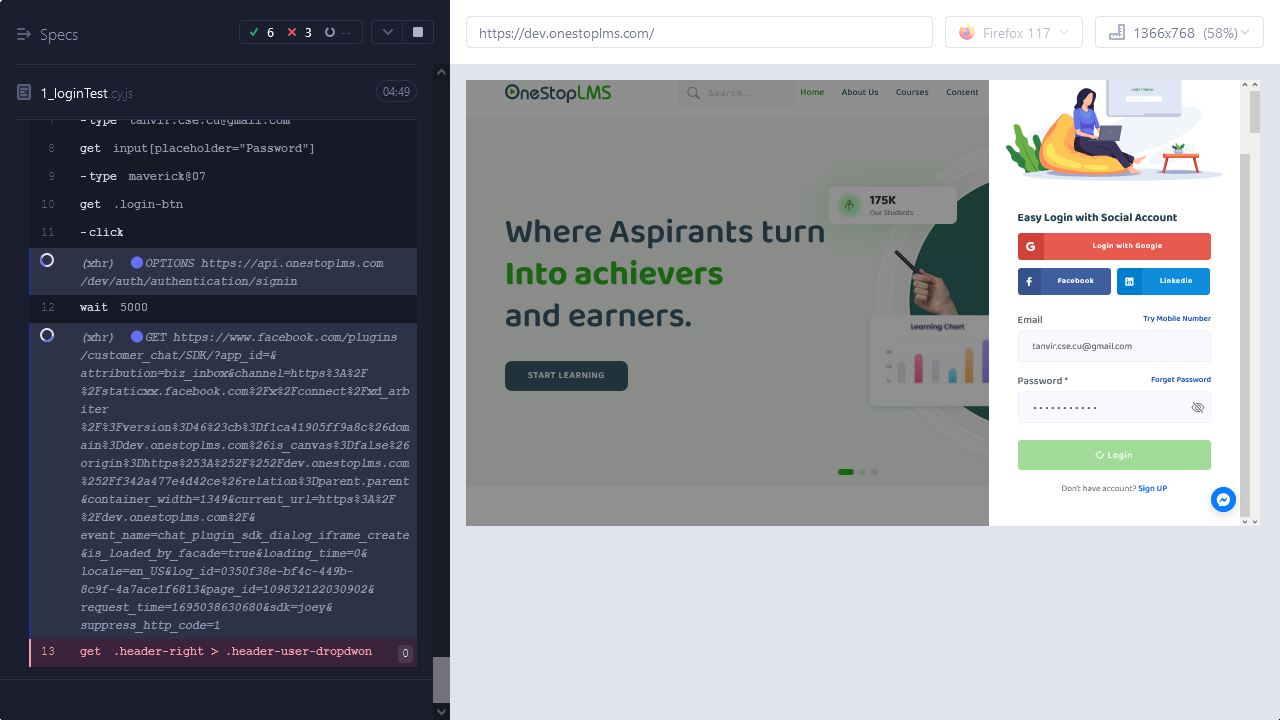 Specs
6
3
--
https://dev.onestoplms.com/
Firefox 117
1366x768 (58%)
1_loginTest.cy.js
04:49
7 -type tanvir.cse.cu@gmail.com
8 get input[placeholder="Password"]
9 -type maverick@07
10 get .login-btn
11 -click
(xhr) OPTIONS https://api.onestoplms.com
/dev/auth/authentication/signin
12 wait 5000
(xhr) GET https://www.facebook.com/plugins
/customer_chat/SDK/?app_id=&
attribution=biz_inbox&channel=https%3A%2F
%2Fstaticxx.facebook.com%2Fx%2Fconnect%2Fxd_arb
iter
%2F%3Fversion%3D46%23cb%3Df1ca41905ff9a8c%26dom
ain%3Ddev.onestoplms.com%26is_canvas%3Dfalse%26
origin%3Dhttps%253A%252F%252Fdev.onestoplms.com
%252Ff348a4774d42ce%26relation%3Dparent.parent
&container_width=1349&current_url=https%3A%2F
%2Fdev.onestoplms.com%2F&
event_name=chat_plugin_sdk_dialog_iframe_create
&is_loaded_by_facade=true&loading_time=0&
locale=en_US&log_id=0350f38e-bf4c-449b-
8c9f-4a7ace1f6813&page_id=109832122030902&
request_time=1695038630680&sdk=joey&
suppress_http_code=1
13 get .header-right > .header-user-dropdwon 0
OneStopLMS
Search...
Home
About Us
Courses
Content
175K
Our Students
Where Aspirants turn
Into achievers
and earners.
START LEARNING
Learning Chart
Login / Signup
Easy Login with Social Account
Login with Google
Facebook
Linkedin
Email
Try Mobile Number
tanvir.cse.cu@gmail.com
Password *
Forget Password
Login
Don't have account? Sign UP